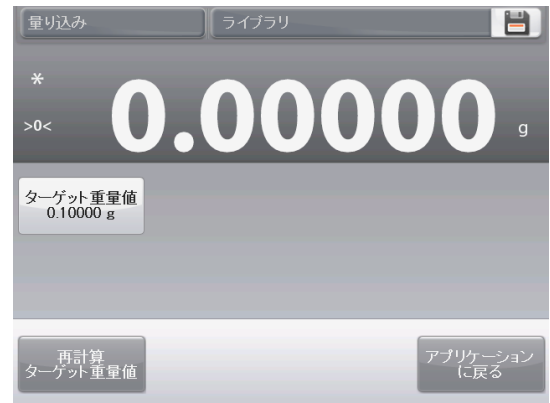 量り込み ライブラリ
*
>0< 0.00000 g
ターゲット重量値
0.10000 g
再計算
ターゲット重量値
アプリケーション
に戻る